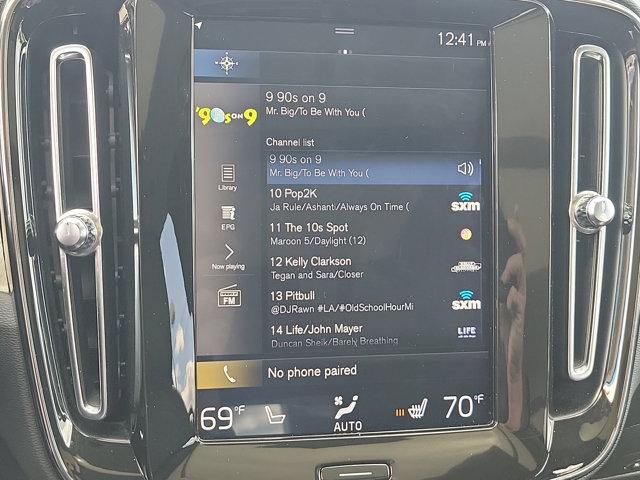 12:41 PM
'90s on 9
9 90s on 9
Mr. Big/To Be With You (
Channel list
9 90s on 9
Mr. Big/To Be With You (
Library
10 Pop2K
Ja Rule/Ashanti/Always On Time (
sxm
EPG
11 The 10s Spot
Maroon 5/Daylight (12)
Now playing
12 Kelly Clarkson
Tegan and Sara/Closer
FM
13 Pitbull
@DJRawn #LA/#OldSchoolHourMi
sxm
14 Life/John Mayer
Duncan Sheik/Barely Breathing
LIFE
No phone paired
69°F
AUTO
70°F